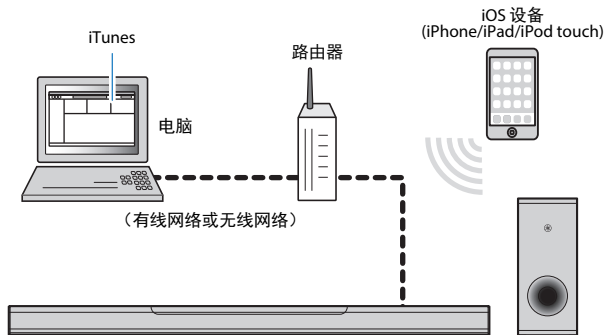 iTunes
电脑
路由器
iOS 设备
(iPhone/iPad/iPod touch)
（有线网络或无线网络）